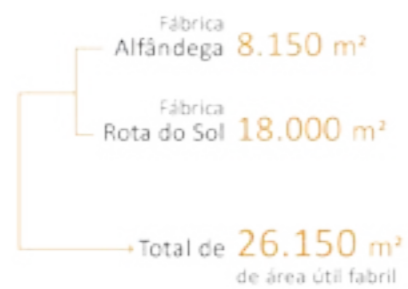 Fábrica
Alfândega 8.150 m²
Fábrica
Rota do Sol 18.000 m²
Total de 26.150 m²
de área útil fabril